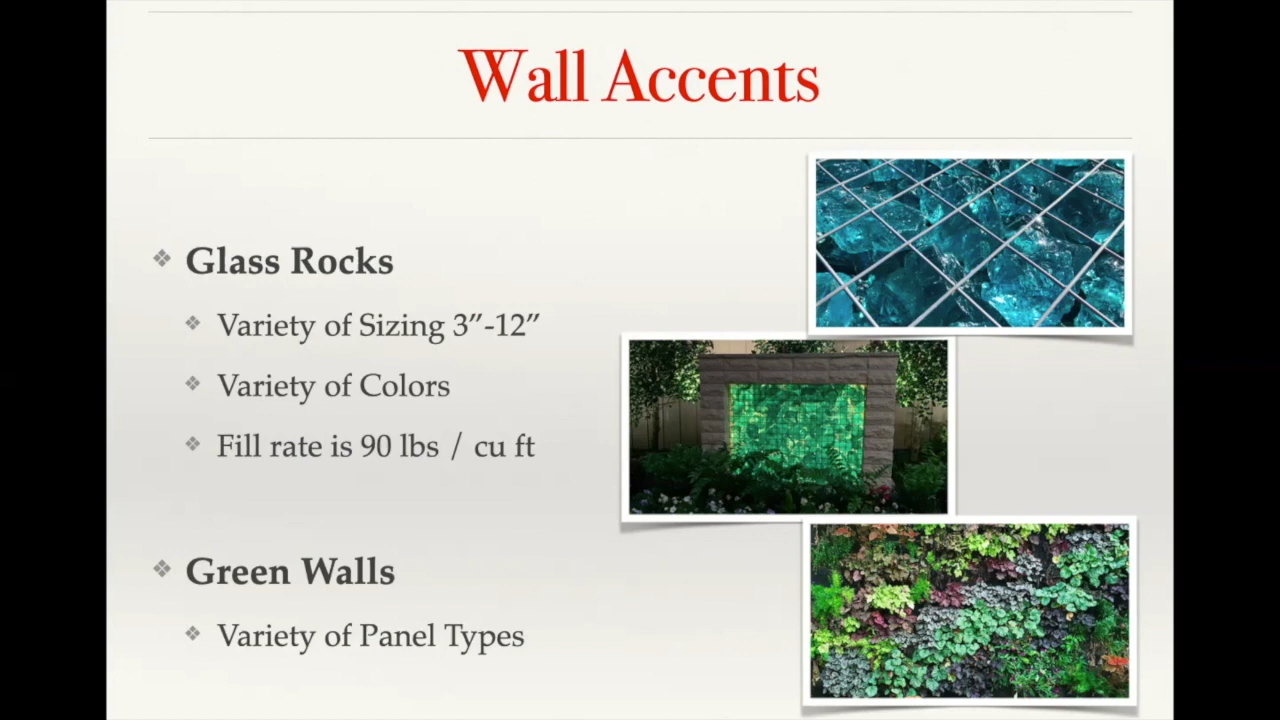 Wall Accents
Glass Rocks
Variety of Sizing 3”-12”
Variety of Colors
Fill rate is 90 lbs / cu ft
Green Walls
Variety of Panel Types